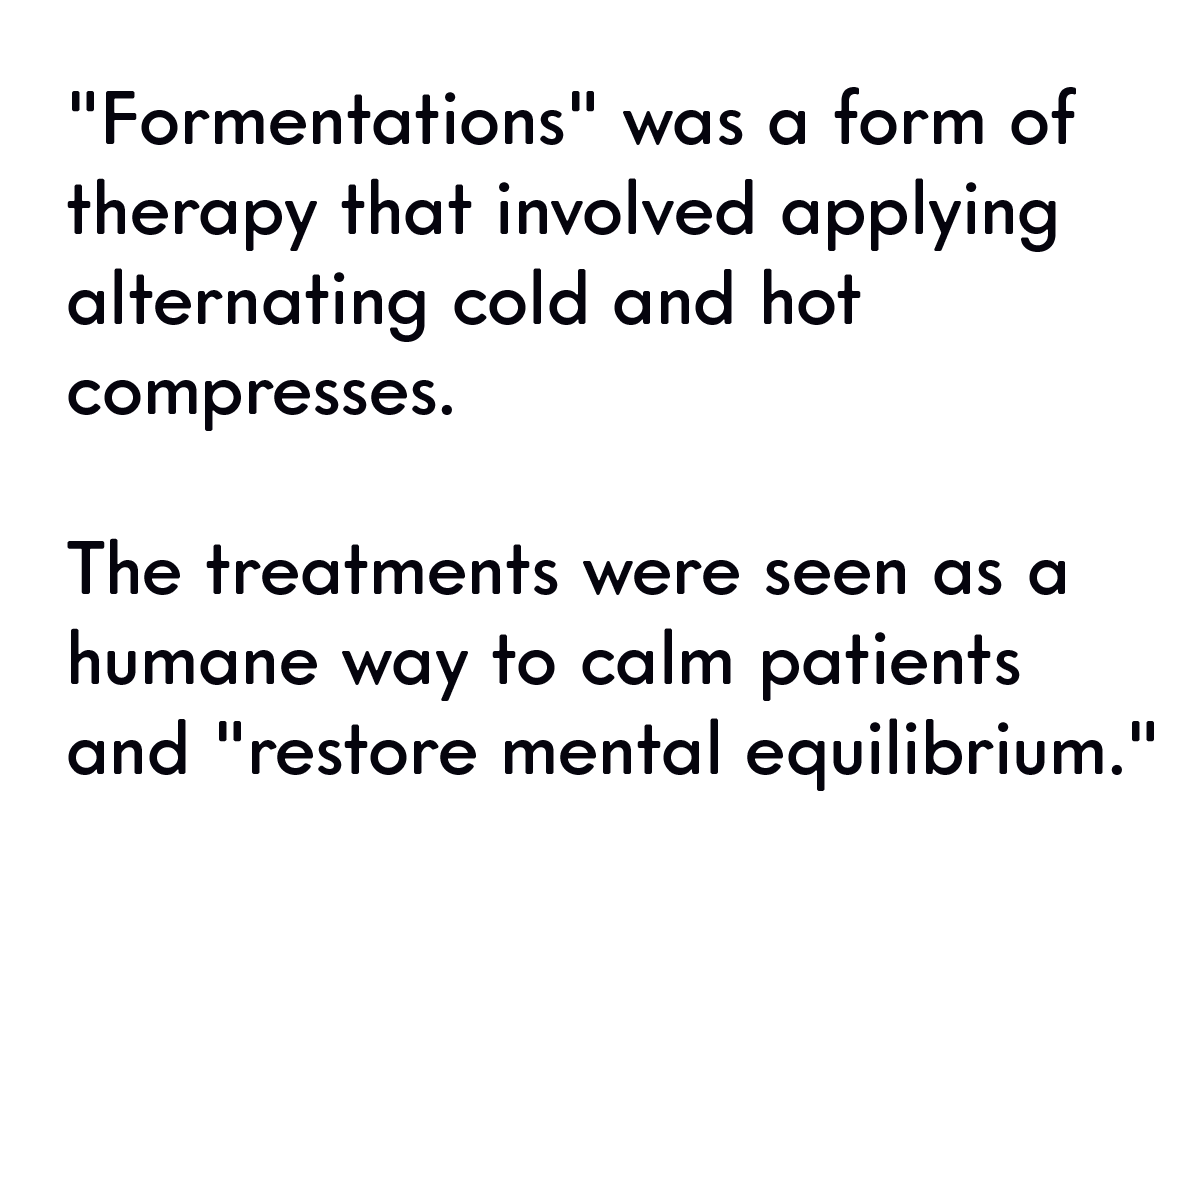 "Formentations" was a form of
therapy that involved applying
alternating cold and hot
compresses.
The treatments were seen as a
humane way to calm patients
and "restore mental equilibrium."